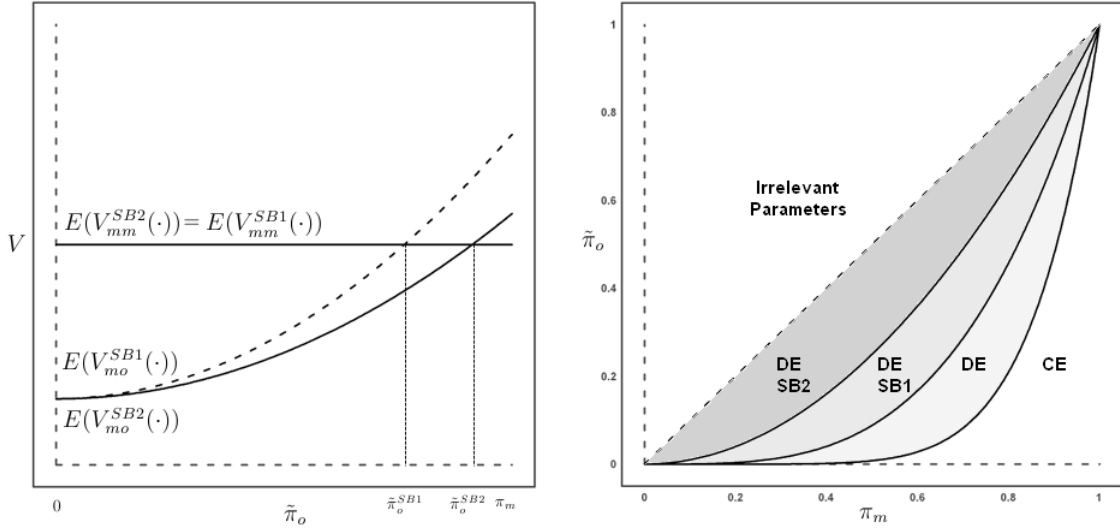 E(V_{mm}^{SB2}(·)) = E(V_{mm}^{SB1}(·))
V
E(V_{mo}^{SB1}(·))
E(V_{mo}^{SB2}(·))
0
π̃_o
π̃_o^{SB1}
π̃_o^{SB2}
π_m
1
0.8
0.6
0.4
0.2
0
π̃_o
Irrelevant
Parameters
DE
SB2
DE
SB1
DE
CE
0
0.2
0.4
0.6
0.8
1
π_m